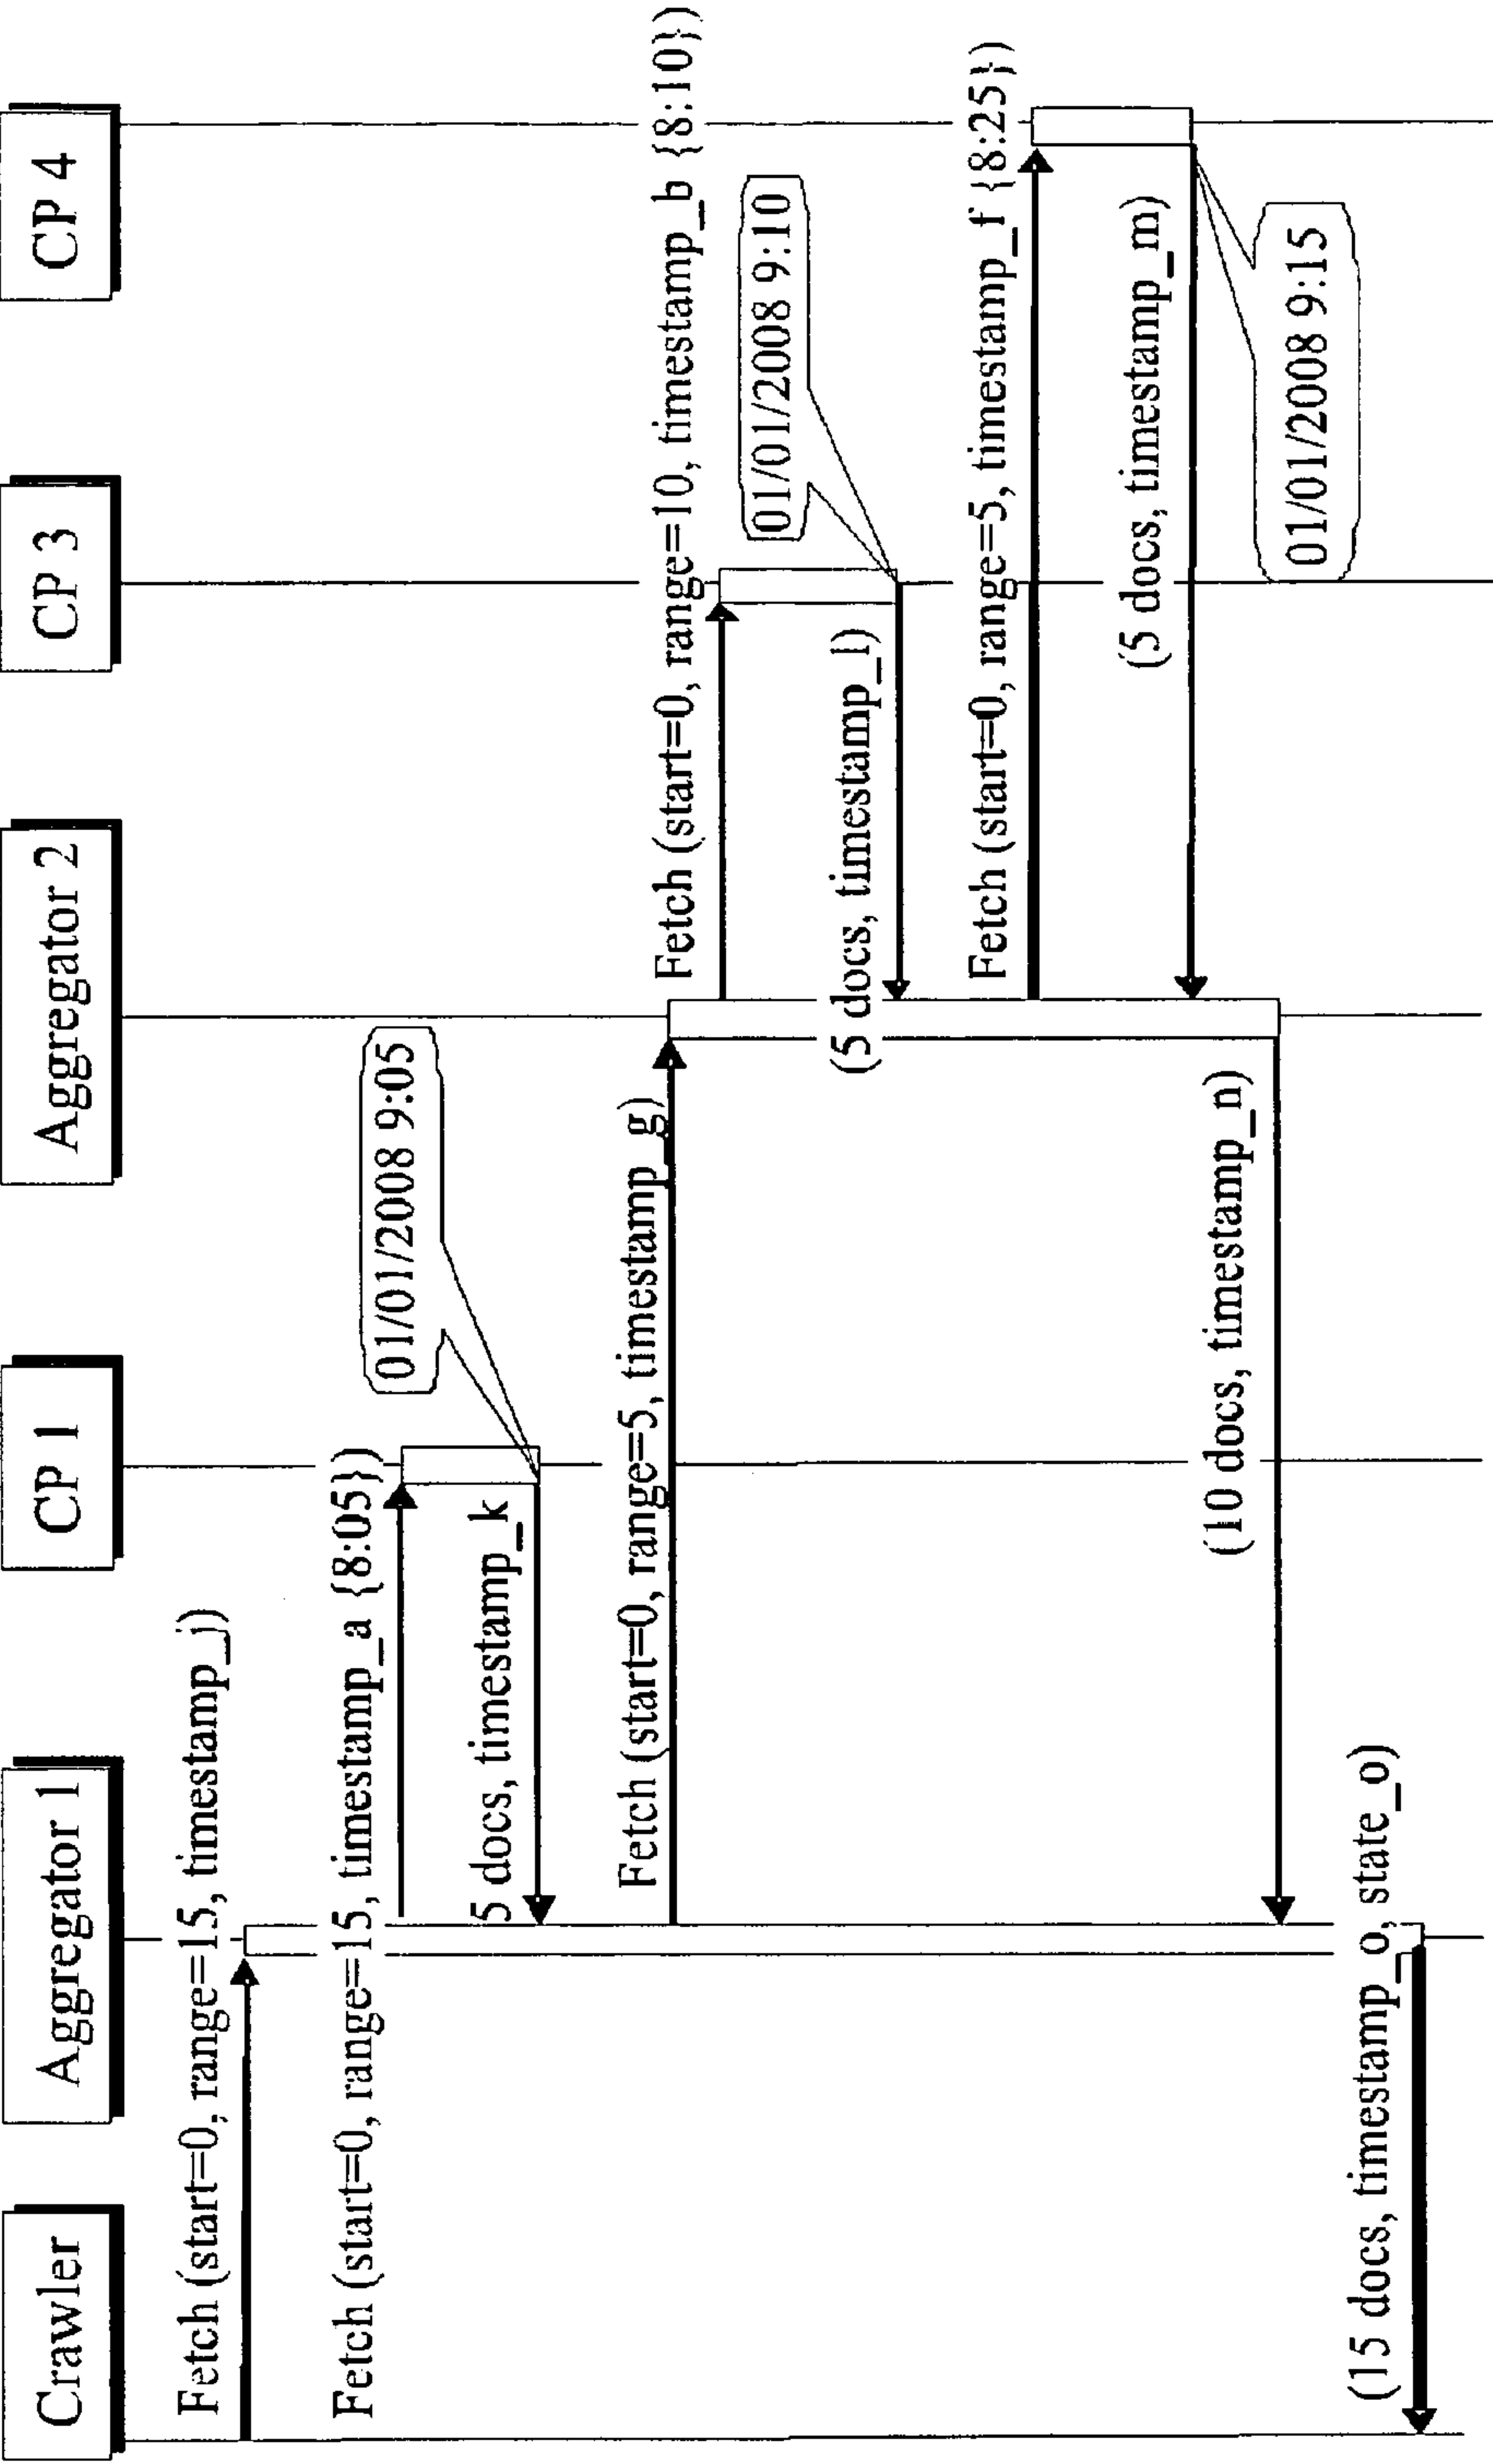 Crawler
Aggregator 1
CP 1
Aggregator 2
CP 3
CP 4
Fetch (start=0, range=15, timestamp_j)
Fetch (start=0, range=15, timestamp_a {8:05})
01/01/2008 9:05
5 docs, timestamp_k
Fetch (start=0, range=5, timestamp_g)
Fetch (start=0, range=10, timestamp_b {8:10})
01/01/2008 9:10
(5 docs, timestamp_l)
Fetch (start=0, range=5, timestamp_f {8:25})
(5 docs, timestamp_m)
01/01/2008 9:15
(10 docs, timestamp_n)
(15 docs, timestamp_o, state_o)